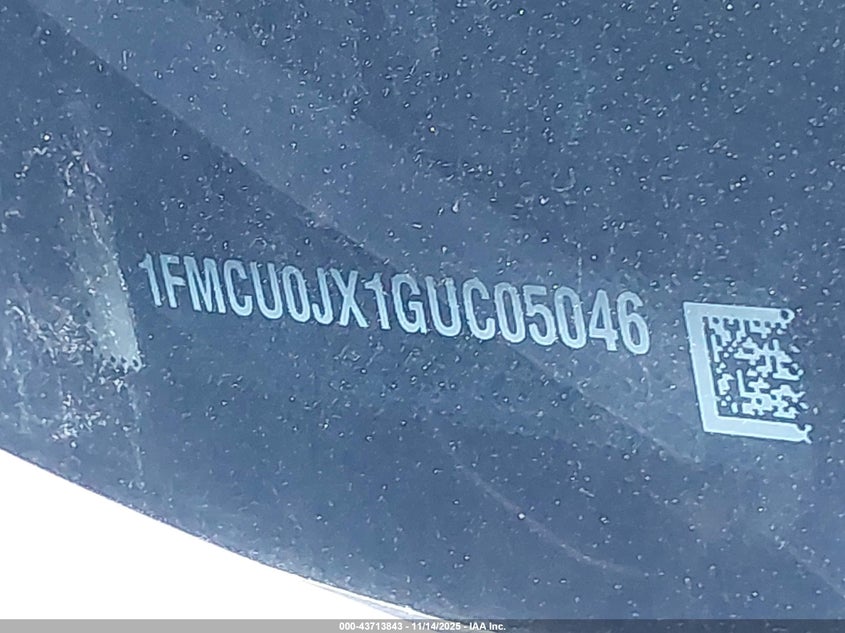 1FMCU0JX1GUC05046
000-43713843 - 11/14/2025 - IAA Inc.